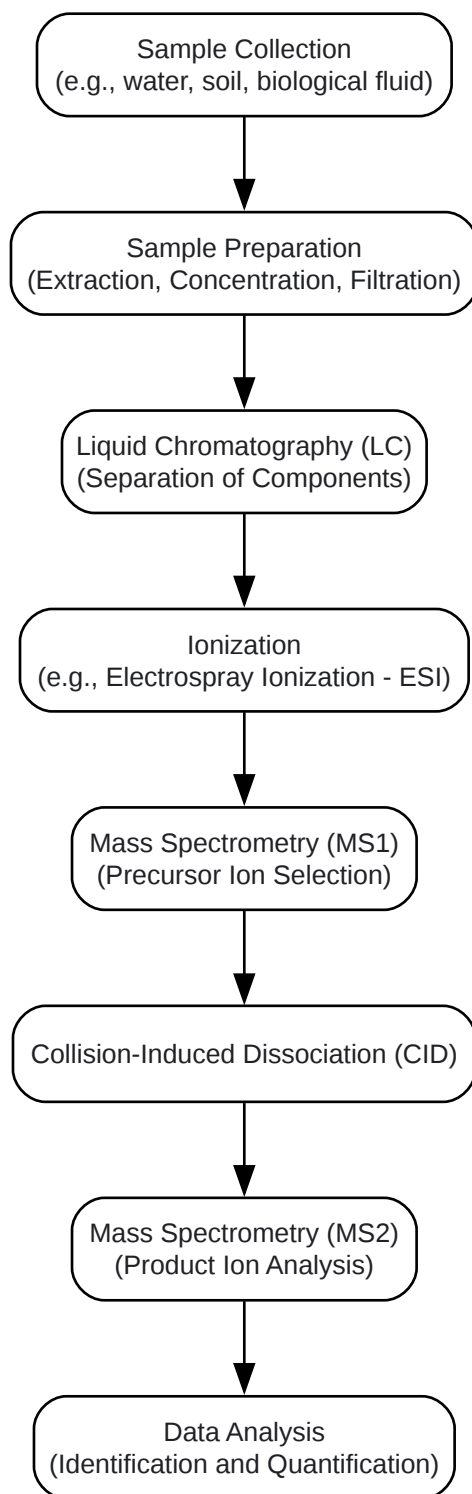 Sample Collection
(e.g., water, soil, biological fluid)
Sample Preparation
(Extraction, Concentration, Filtration)
Liquid Chromatography (LC)
(Separation of Components)
Ionization
(e.g., Electrospray Ionization - ESI)
Mass Spectrometry (MS1)
(Precursor Ion Selection)
Collision-Induced Dissociation (CID)
Mass Spectrometry (MS2)
(Product Ion Analysis)
Data Analysis
(Identification and Quantification)